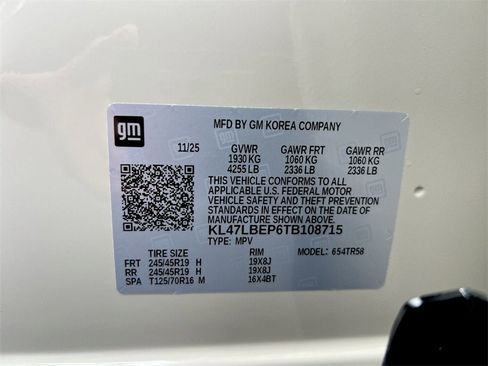 gm
MFD BY GM KOREA COMPANY
11/25 GVWR GAWR FRT GAWR RR
1930 KG 1060 KG 1060 KG
4255 LB 2336 LB 2336 LB
THIS VEHICLE CONFORMS TO ALL
APPLICABLE U.S. FEDERAL MOTOR
VEHICLE SAFETY AND THEFT PREVENTION
STANDARDS IN EFFECT ON THE DATE OF
MANUFACTURE SHOWN ABOVE.
KL47LBEP6TB108715
TYPE: MPV
TIRE SIZE RIM MODEL: 654TR58
FRT 245/45R19 H 19X8J
RR 245/45R19 H 19X8J
SPA T125/70R16 M 16X4BT